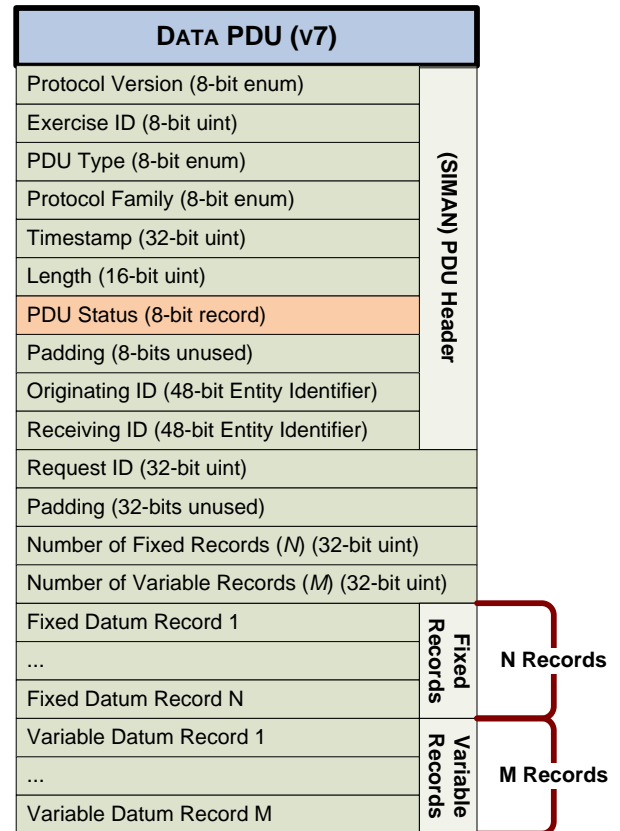 DATA PDU (V7)
Protocol Version (8-bit enum)
Exercise ID (8-bit uint)
PDU Type (8-bit enum)
Protocol Family (8-bit enum)
Timestamp (32-bit uint)
Length (16-bit uint)
PDU Status (8-bit record)
Padding (8-bits unused)
Originating ID (48-bit Entity Identifier)
Receiving ID (48-bit Entity Identifier)
(SIMAN) PDU Header
Request ID (32-bit uint)
Padding (32-bits unused)
Number of Fixed Records (N) (32-bit uint)
Number of Variable Records (M) (32-bit uint)
Fixed Datum Record 1
...
Fixed Datum Record N
Fixed
Records
N Records
Variable Datum Record 1
...
Variable Datum Record M
Variable
Records
M Records